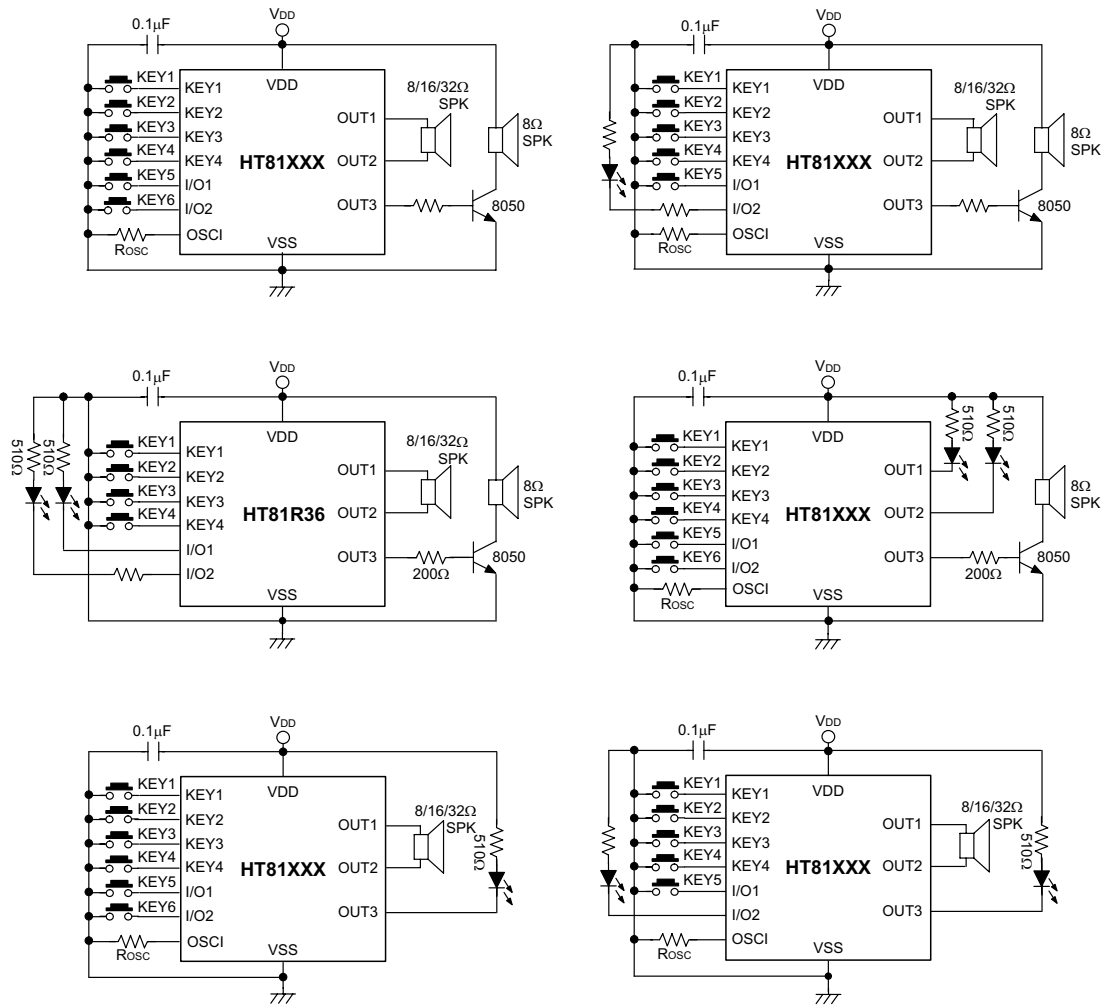 VDD
0.1µF
KEY1
KEY1
KEY2
KEY2
KEY3
KEY3
KEY4
KEY4
KEY5
I/O1
KEY6
I/O2
OSCI
ROSC
VDD
HT81XXX
VSS
OUT1
OUT2
OUT3
8/16/32Ω
SPK
8Ω
SPK
8050
VDD
0.1µF
KEY1
KEY1
KEY2
KEY2
KEY3
KEY3
KEY4
KEY4
KEY5
I/O1
I/O2
OSCI
ROSC
VDD
HT81XXX
VSS
OUT1
OUT2
OUT3
8/16/32Ω
SPK
8Ω
SPK
8050
VDD
0.1µF
510Ω
510Ω
KEY1
KEY1
KEY2
KEY2
KEY3
KEY3
KEY4
KEY4
I/O1
I/O2
VDD
HT81R36
VSS
OUT1
OUT2
OUT3
8/16/32Ω
SPK
8Ω
SPK
200Ω
8050
VDD
0.1µF
KEY1
KEY1
KEY2
KEY2
KEY3
KEY3
KEY4
KEY4
KEY5
I/O1
KEY6
I/O2
OSCI
ROSC
VDD
HT81XXX
VSS
OUT1
OUT2
OUT3
510Ω
510Ω
8Ω
SPK
200Ω
8050
VDD
0.1µF
KEY1
KEY1
KEY2
KEY2
KEY3
KEY3
KEY4
KEY4
KEY5
I/O1
KEY6
I/O2
OSCI
ROSC
VDD
HT81XXX
VSS
OUT1
OUT2
OUT3
8/16/32Ω
SPK
510Ω
VDD
0.1µF
KEY1
KEY1
KEY2
KEY2
KEY3
KEY3
KEY4
KEY4
KEY5
I/O1
I/O2
OSCI
ROSC
VDD
HT81XXX
VSS
OUT1
OUT2
OUT3
8/16/32Ω
SPK
510Ω